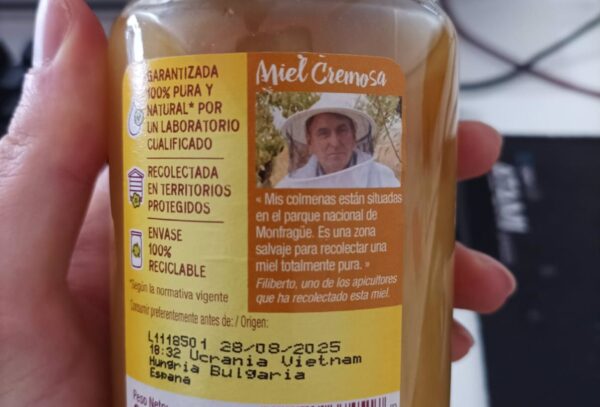 GARANTIZADA
100% PURA Y
NATURAL* POR
UN LABORATORIO
CUALIFICADO
RECOLECTADA
EN TERRITORIOS
PROTEGIDOS
ENVASE
100%
RECICLABLE
*Según la normativa vigente
Miel Cremosa
« Mis colmenas están situadas
en el parque nacional de
Monfragüe. Es una zona
salvaje para recolectar una
miel totalmente pura. »
Filiberto, uno de los apicultores
que ha recolectado esta miel.
Consumir preferentemente antes de: / Origen:
L1118501 28/08/2025
18:32 Ucrania Vietnam
Hungria Bulgaria
Espana
Peso Neto